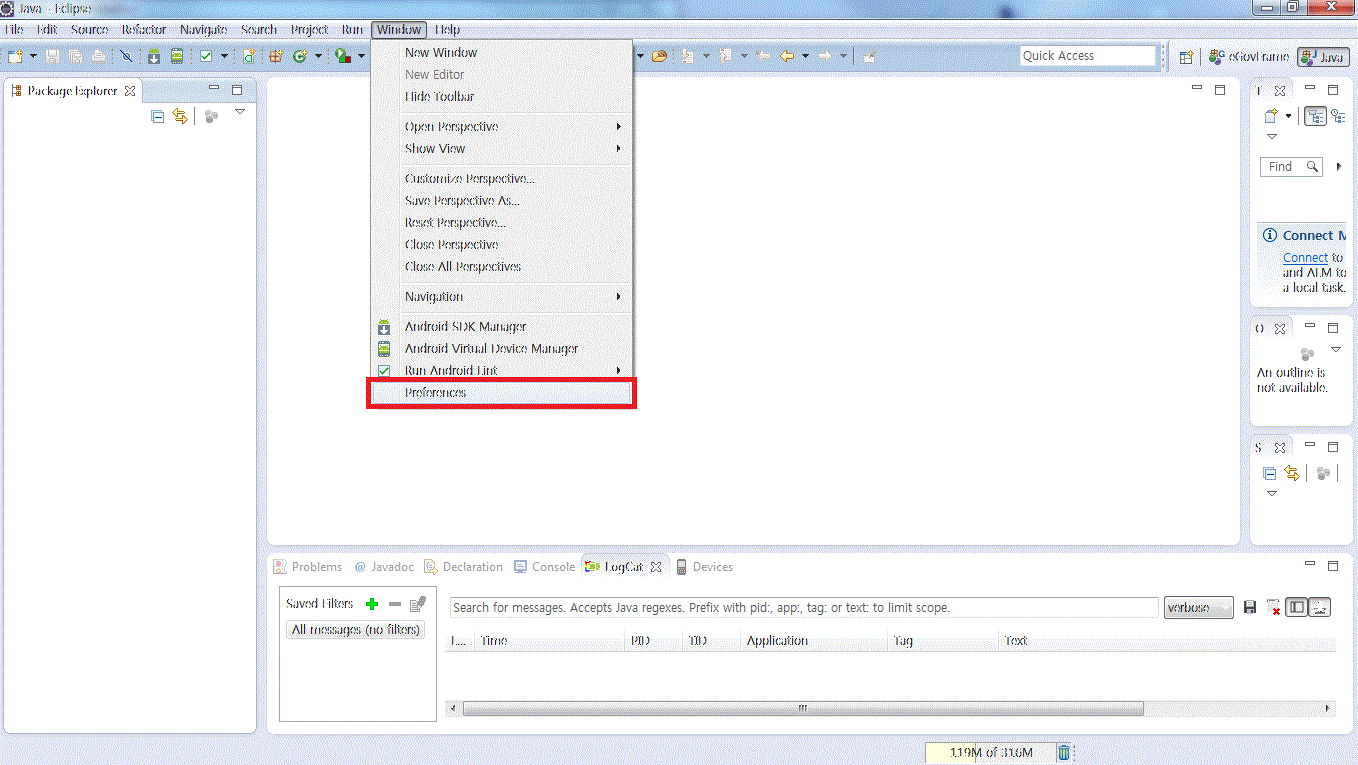 Java - Eclipse
File Edit Source Refactor Navigate Search Project Run Window Help
Quick Access
eGovFrame
Java
Package Explorer
New Window
New Editor
Hide Toolbar
Open Perspective
Show View
Customize Perspective...
Save Perspective As...
Reset Perspective...
Close Perspective
Close All Perspectives
Navigation
Android SDK Manager
Android Virtual Device Manager
Run Android Lint
Preferences
T
Find
Connect M
Connect to
and ALM to
a local task.
O
An outline is
not available.
S
Problems @ Javadoc Declaration Console LogCat Devices
Saved Filters
All messages (no filters)
Search for messages. Accepts Java regexes. Prefix with pid:, app:, tag: or text: to limit scope.
verbose
L... Time PID TID Application Tag Text
119M of 316M